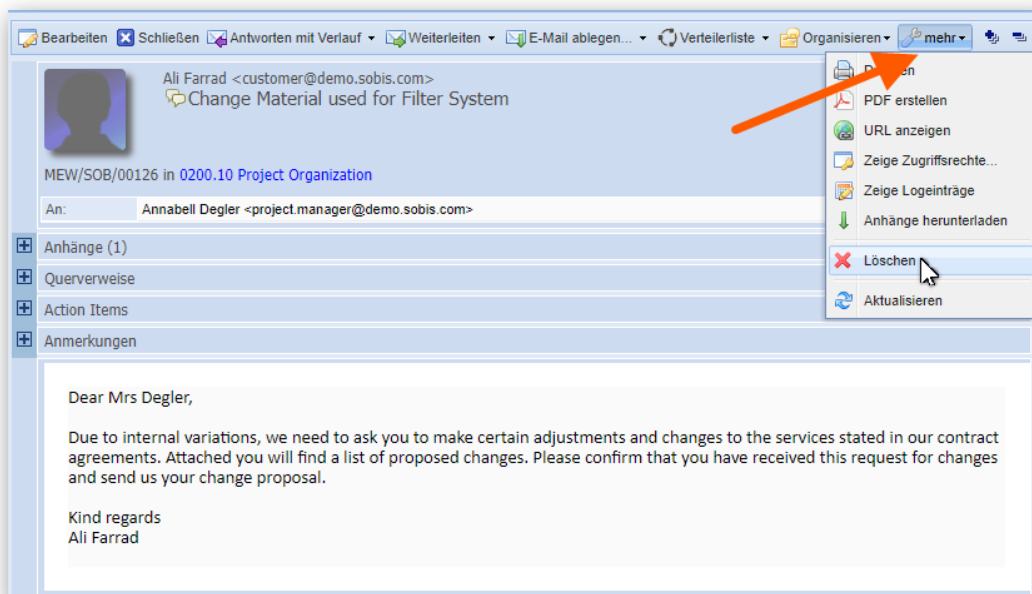 Bearbeiten Schließen Antworten mit Verlauf Weiterleiten E-Mail ablegen... Verteilerliste Organisieren mehr
Ali Farrad <customer@demo.sobis.com>
Change Material used for Filter System
MEW/SOB/00126 in 0200.10 Project Organization
An: Annabell Degler <project.manager@demo.sobis.com>
PDF erstellen
URL anzeigen
Zeige Zugriffsrechte...
Zeige Logeinträge
Anhänge herunterladen
Löschen
Aktualisieren
Anhänge (1)
Querverweise
Action Items
Anmerkungen
Dear Mrs Degler,
Due to internal variations, we need to ask you to make certain adjustments and changes to the services stated in our contract
agreements. Attached you will find a list of proposed changes. Please confirm that you have received this request for changes
and send us your change proposal.
Kind regards
Ali Farrad